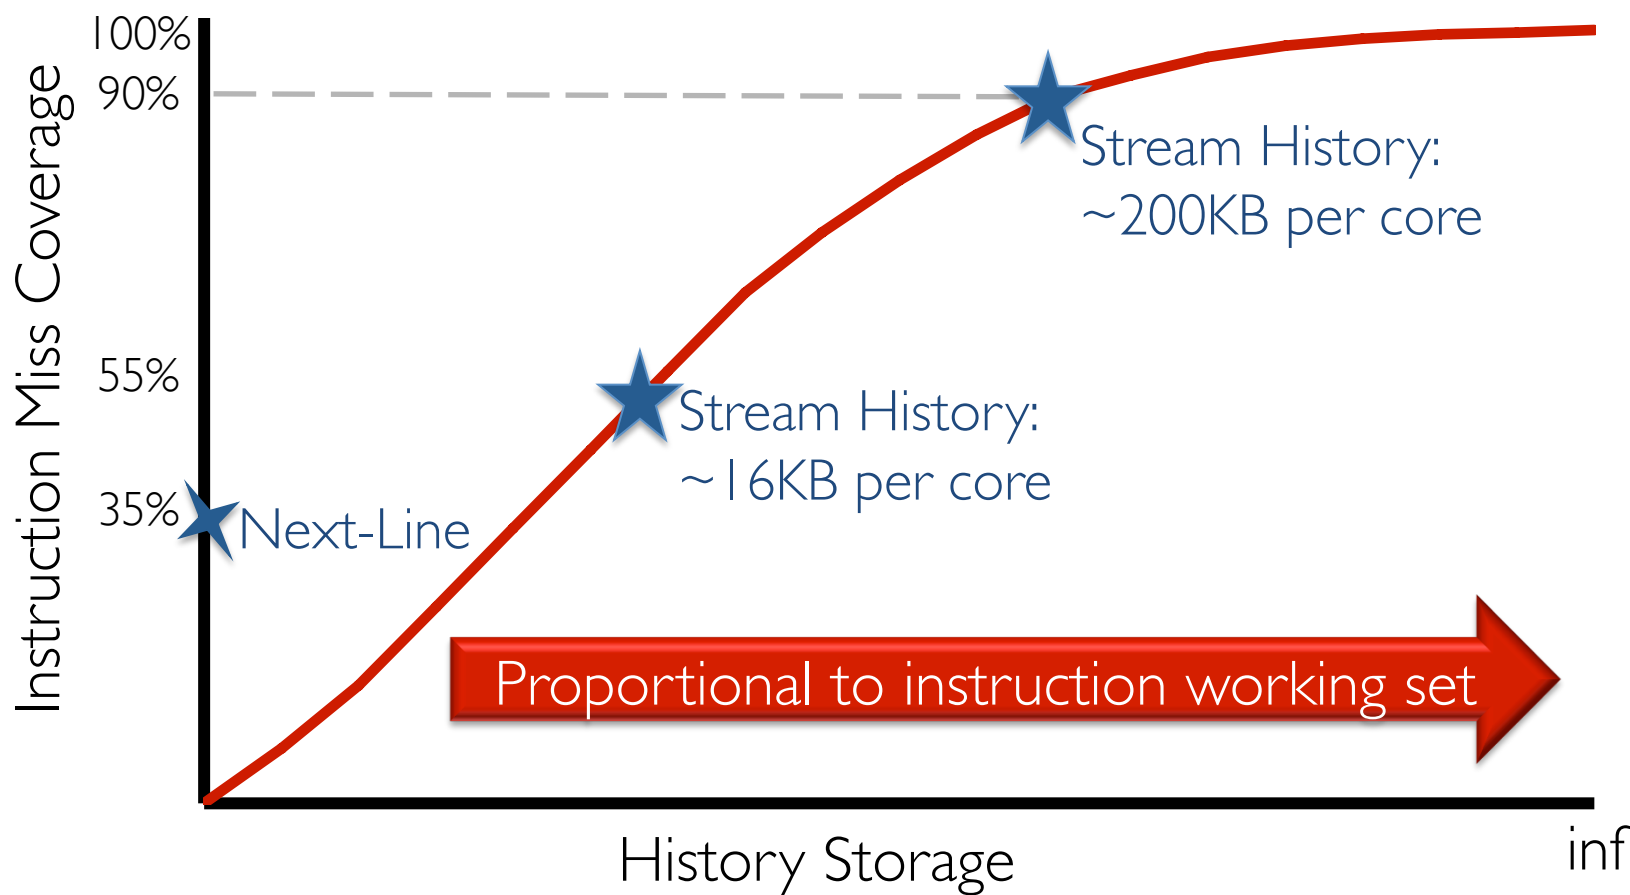 100%
90%
55%
35%
Instruction Miss Coverage
Stream History:
~200KB per core
Stream History:
~16KB per core
Next-Line
Proportional to instruction working set
History Storage
inf